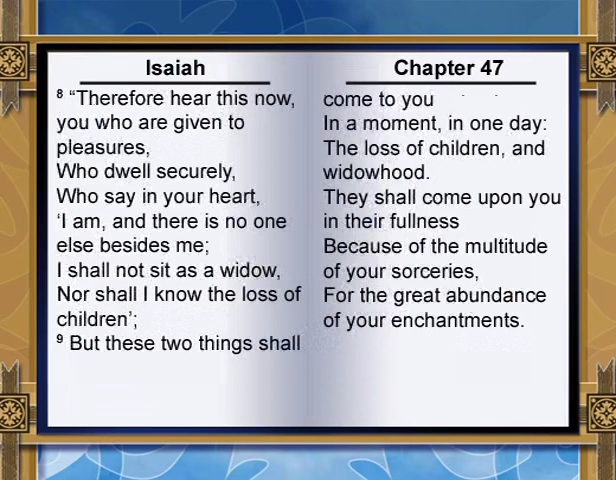 Isaiah
8 “Therefore hear this now,
you who are given to
pleasures,
Who dwell securely,
Who say in your heart,
‘I am, and there is no one
else besides me;
I shall not sit as a widow,
Nor shall I know the loss of
children’;
9 But these two things shall
Chapter 47
come to you
In a moment, in one day:
The loss of children, and
widowhood.
They shall come upon you
in their fullness
Because of the multitude
of your sorceries,
For the great abundance
of your enchantments.